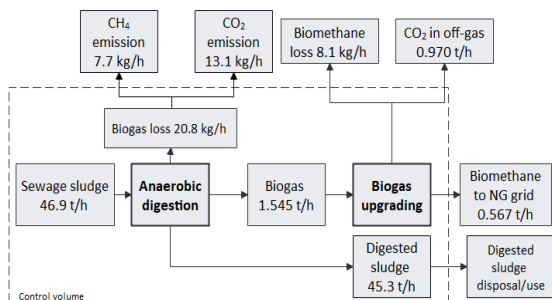 CH₄
emission
7.7 kg/h
CO₂
emission
13.1 kg/h
Biomethane
loss 8.1 kg/h
CO₂ in off-gas
0.970 t/h
Biogas loss 20.8 kg/h
Sewage sludge
46.9 t/h
Anaerobic
digestion
Biogas
1.545 t/h
Biogas
upgrading
Biomethane
to NG grid
0.567 t/h
Digested
sludge
45.3 t/h
Digested
sludge
disposal/use
Control volume